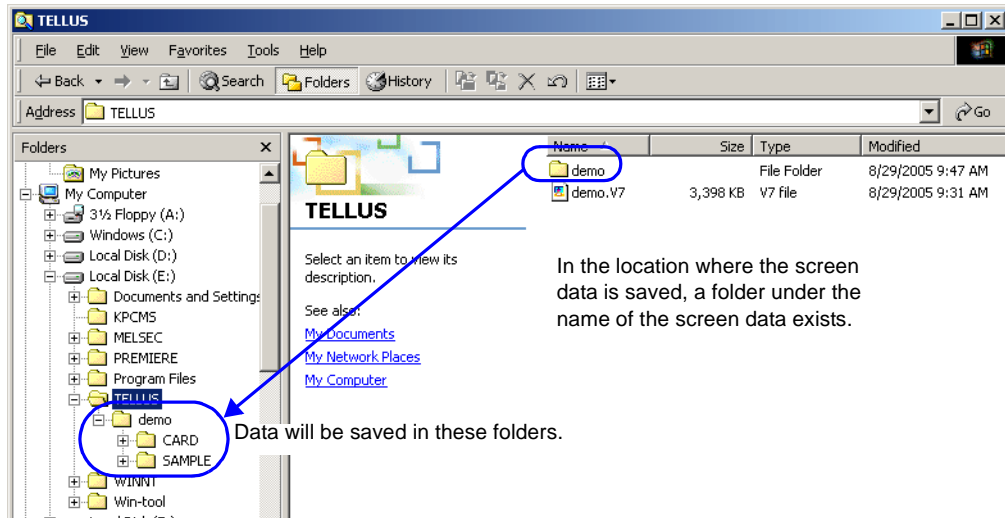 TELLUS
File Edit View Favorites Tools Help
Back Search Folders History
Address TELLUS Go
Folders
My Pictures
My Computer
3½ Floppy (A:)
Windows (C:)
Local Disk (D:)
Local Disk (E:)
Documents and Settings
KPCMS
MELSEC
PREMIERE
Program Files
TELLUS
demo
CARD
SAMPLE
WINNT
Win-tool
TELLUS
Select an item to view its
description.
See also:
My Documents
My Network Places
My Computer
Name Size Type Modified
demo File Folder 8/29/2005 9:47 AM
demo.V7 3,398 KB V7 file 8/29/2005 9:31 AM
In the location where the screen
data is saved, a folder under the
name of the screen data exists.
Data will be saved in these folders.